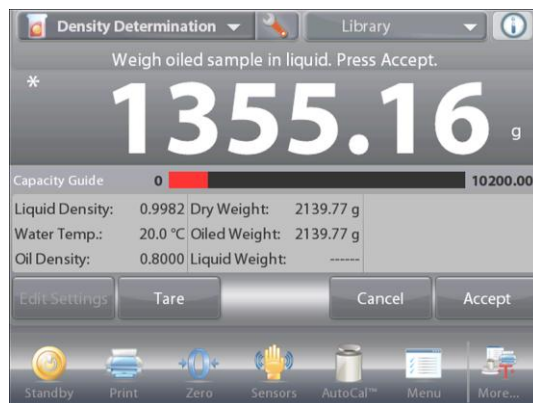 Density Determination Library
Weigh oiled sample in liquid. Press Accept.
*
1355.16 g
Capacity Guide 0 10200.00
Liquid Density: 0.9982 Dry Weight: 2139.77 g
Water Temp.: 20.0 °C Oiled Weight: 2139.77 g
Oil Density: 0.8000 Liquid Weight: ------
Edit Settings Tare Cancel Accept
Standby Print Zero Sensors AutoCal™ Menu More...